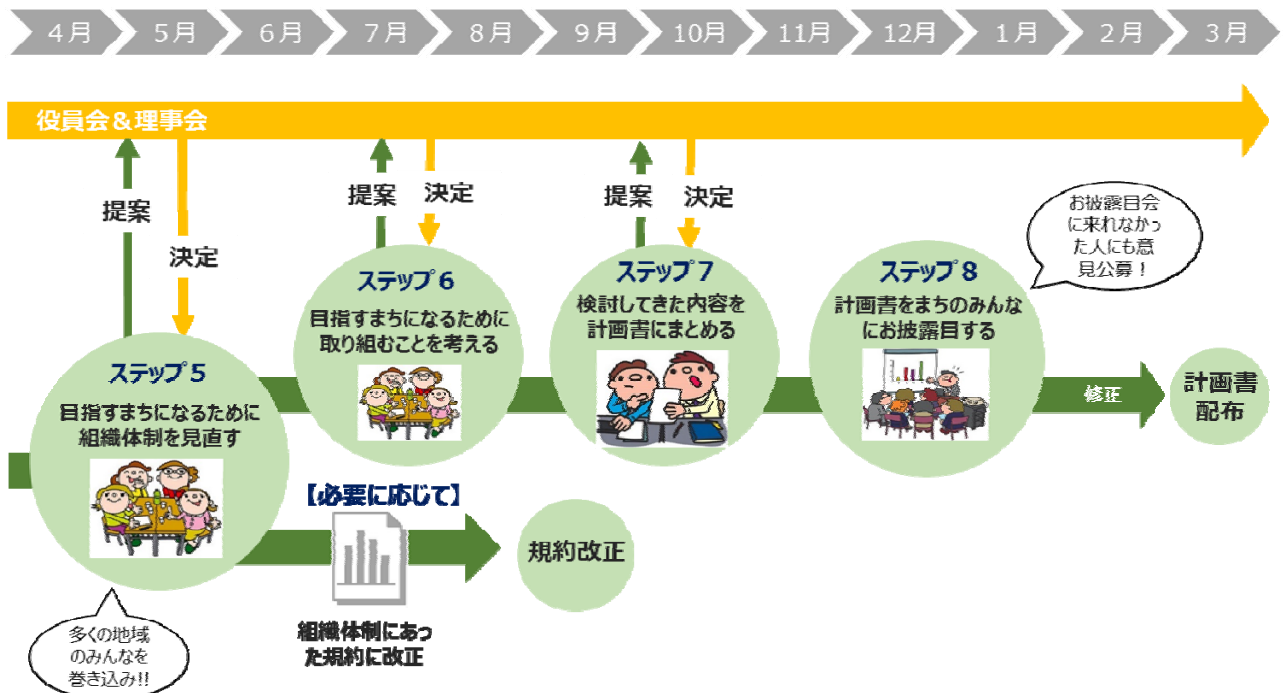 4月 5月 6月 7月 8月 9月 10月 11月 12月 1月 2月 3月
役員会＆理事会
提案
決定
提案
決定
提案
決定
お披露目会
に来れなかっ
た人にも意
見公募！
ステップ5
目指すまちになるために
組織体制を見直す
ステップ6
目指すまちになるために
取り組むことを考える
ステップ7
検討してきた内容を
計画書にまとめる
ステップ8
計画書をまちのみんな
にお披露目する
修正
計画書
配布
【必要に応じて】
規約改正
組織体制にあっ
た規約に改正
多くの地域
のみんなを
巻き込み!!